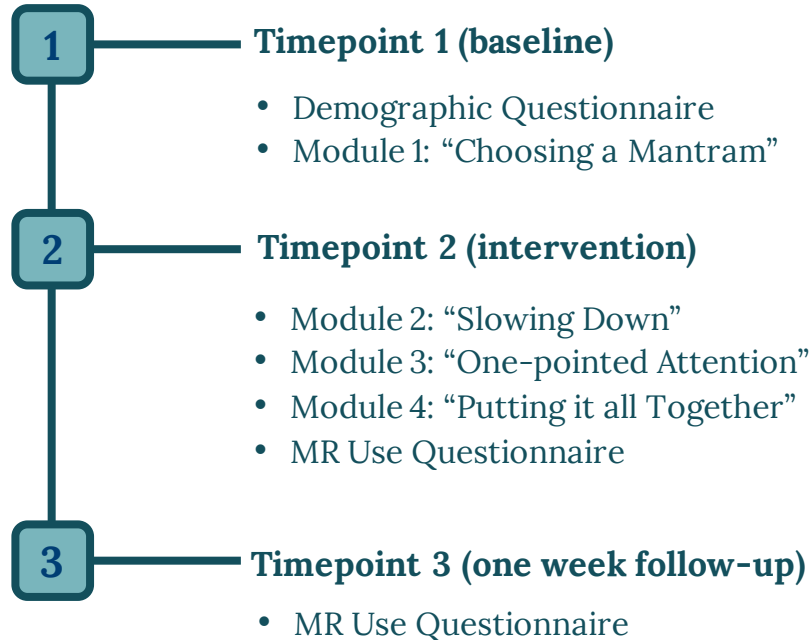 1 Timepoint 1 (baseline)
• Demographic Questionnaire
• Module 1: “Choosing a Mantram”
2 Timepoint 2 (intervention)
• Module 2: “Slowing Down”
• Module 3: “One-pointed Attention”
• Module 4: “Putting it all Together”
• MR Use Questionnaire
3 Timepoint 3 (one week follow-up)
• MR Use Questionnaire